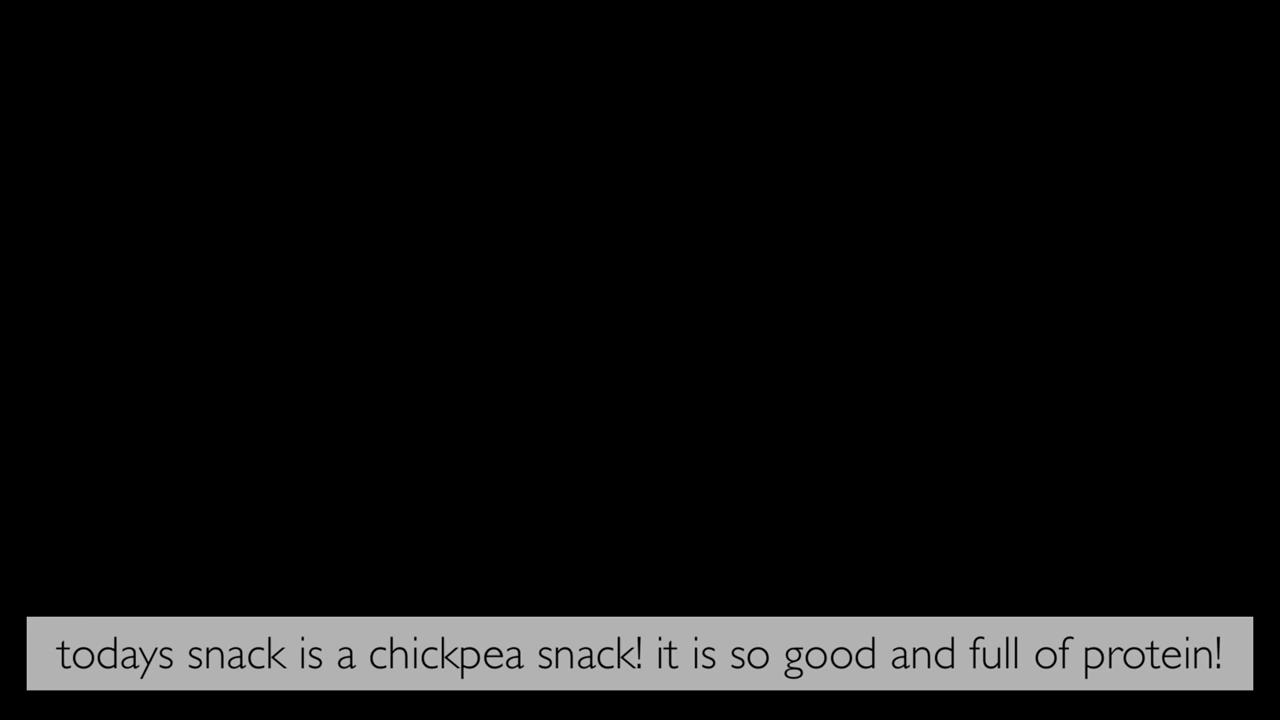 todays snack is a chickpea snack! it is so good and full of protein!